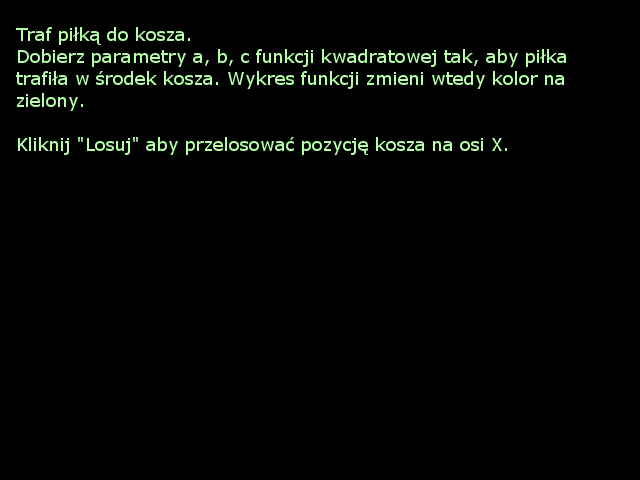 Traf piłką do kosza.
Dobierz parametry a, b, c funkcji kwadratowej tak, aby piłka
trafiła w środek kosza. Wykres funkcji zmieni wtedy kolor na
zielony.
Kliknij "Losuj" aby przelosować pozycję kosza na osi X.